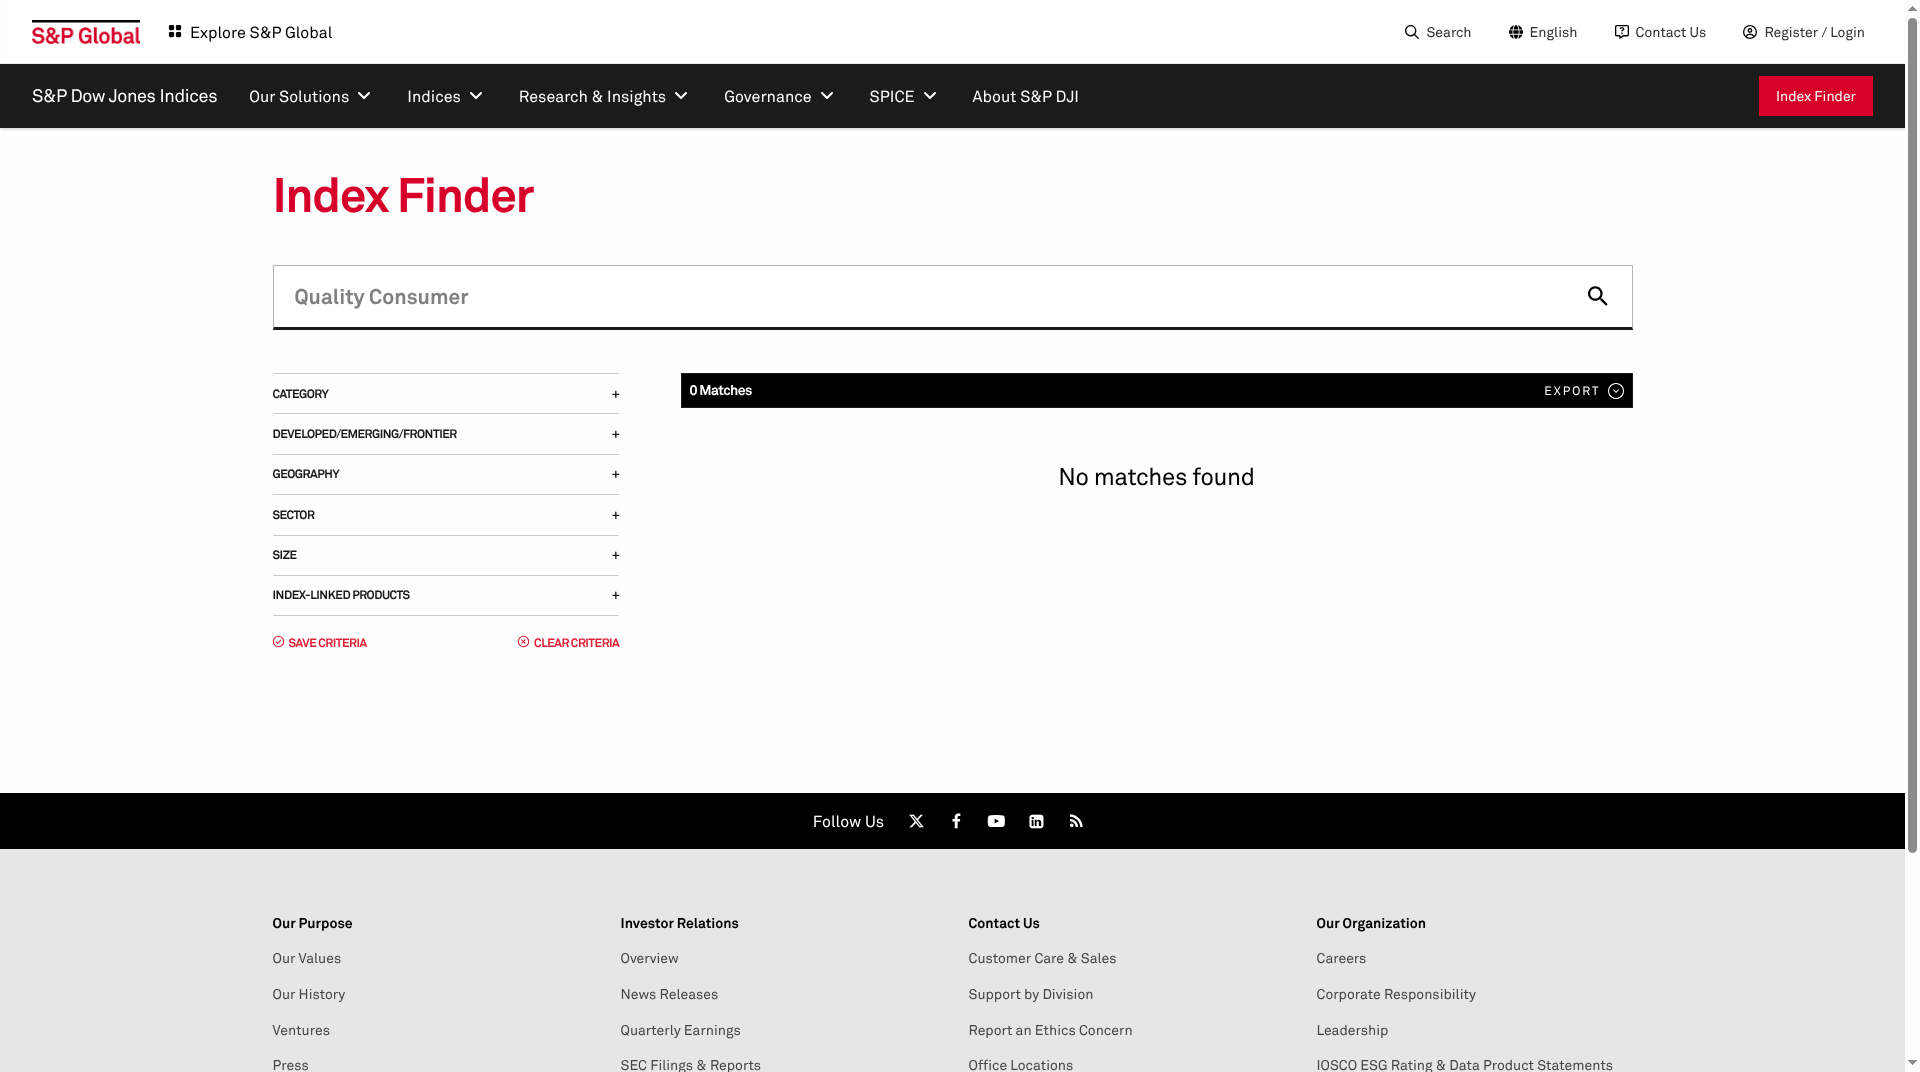 S&P Global
Explore S&P Global
Search
English
Contact Us
Register / Login
S&P Dow Jones Indices
Our Solutions
Indices
Research & Insights
Governance
SPICE
About S&P DJI
Index Finder
Index Finder
Quality Consumer
CATEGORY +
DEVELOPED/EMERGING/FRONTIER +
GEOGRAPHY +
SECTOR +
SIZE +
INDEX-LINKED PRODUCTS +
SAVE CRITERIA
CLEAR CRITERIA
0 Matches
EXPORT
No matches found
Follow Us
Our Purpose
Our Values
Our History
Ventures
Press
Investor Relations
Overview
News Releases
Quarterly Earnings
SEC Filings & Reports
Contact Us
Customer Care & Sales
Support by Division
Report an Ethics Concern
Office Locations
Our Organization
Careers
Corporate Responsibility
Leadership
IOSCO ESG Rating & Data Product Statements